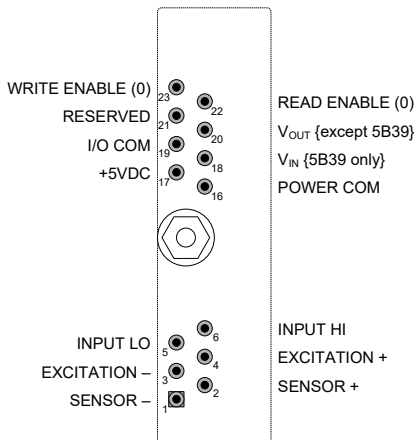 WRITE ENABLE (0)
23
22
READ ENABLE (0)
RESERVED
21
20
VOUT {except 5B39}
I/O COM
19
18
VIN {5B39 only}
+5VDC
17
16
POWER COM
6
INPUT HI
INPUT LO
5
4
EXCITATION +
EXCITATION –
3
2
SENSOR +
SENSOR –
1